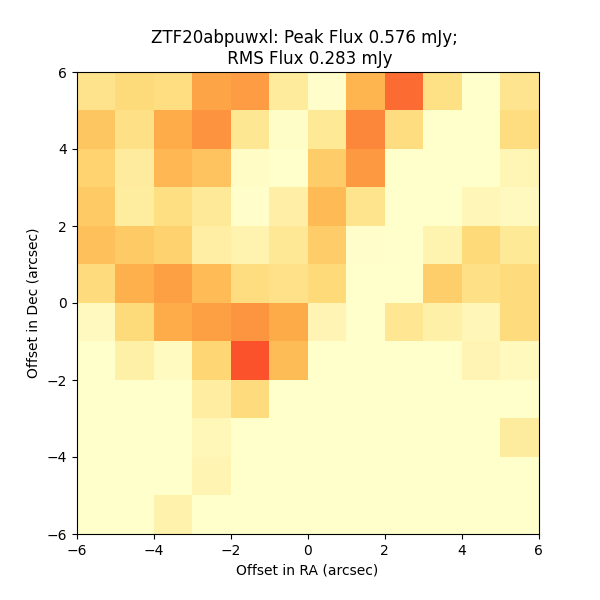 ZTF20abpuwxl: Peak Flux 0.576 mJy;
RMS Flux 0.283 mJy
6
4
2
0
−2
−4
−6
Offset in Dec (arcsec)
−6 −4 −2 0 2 4 6
Offset in RA (arcsec)